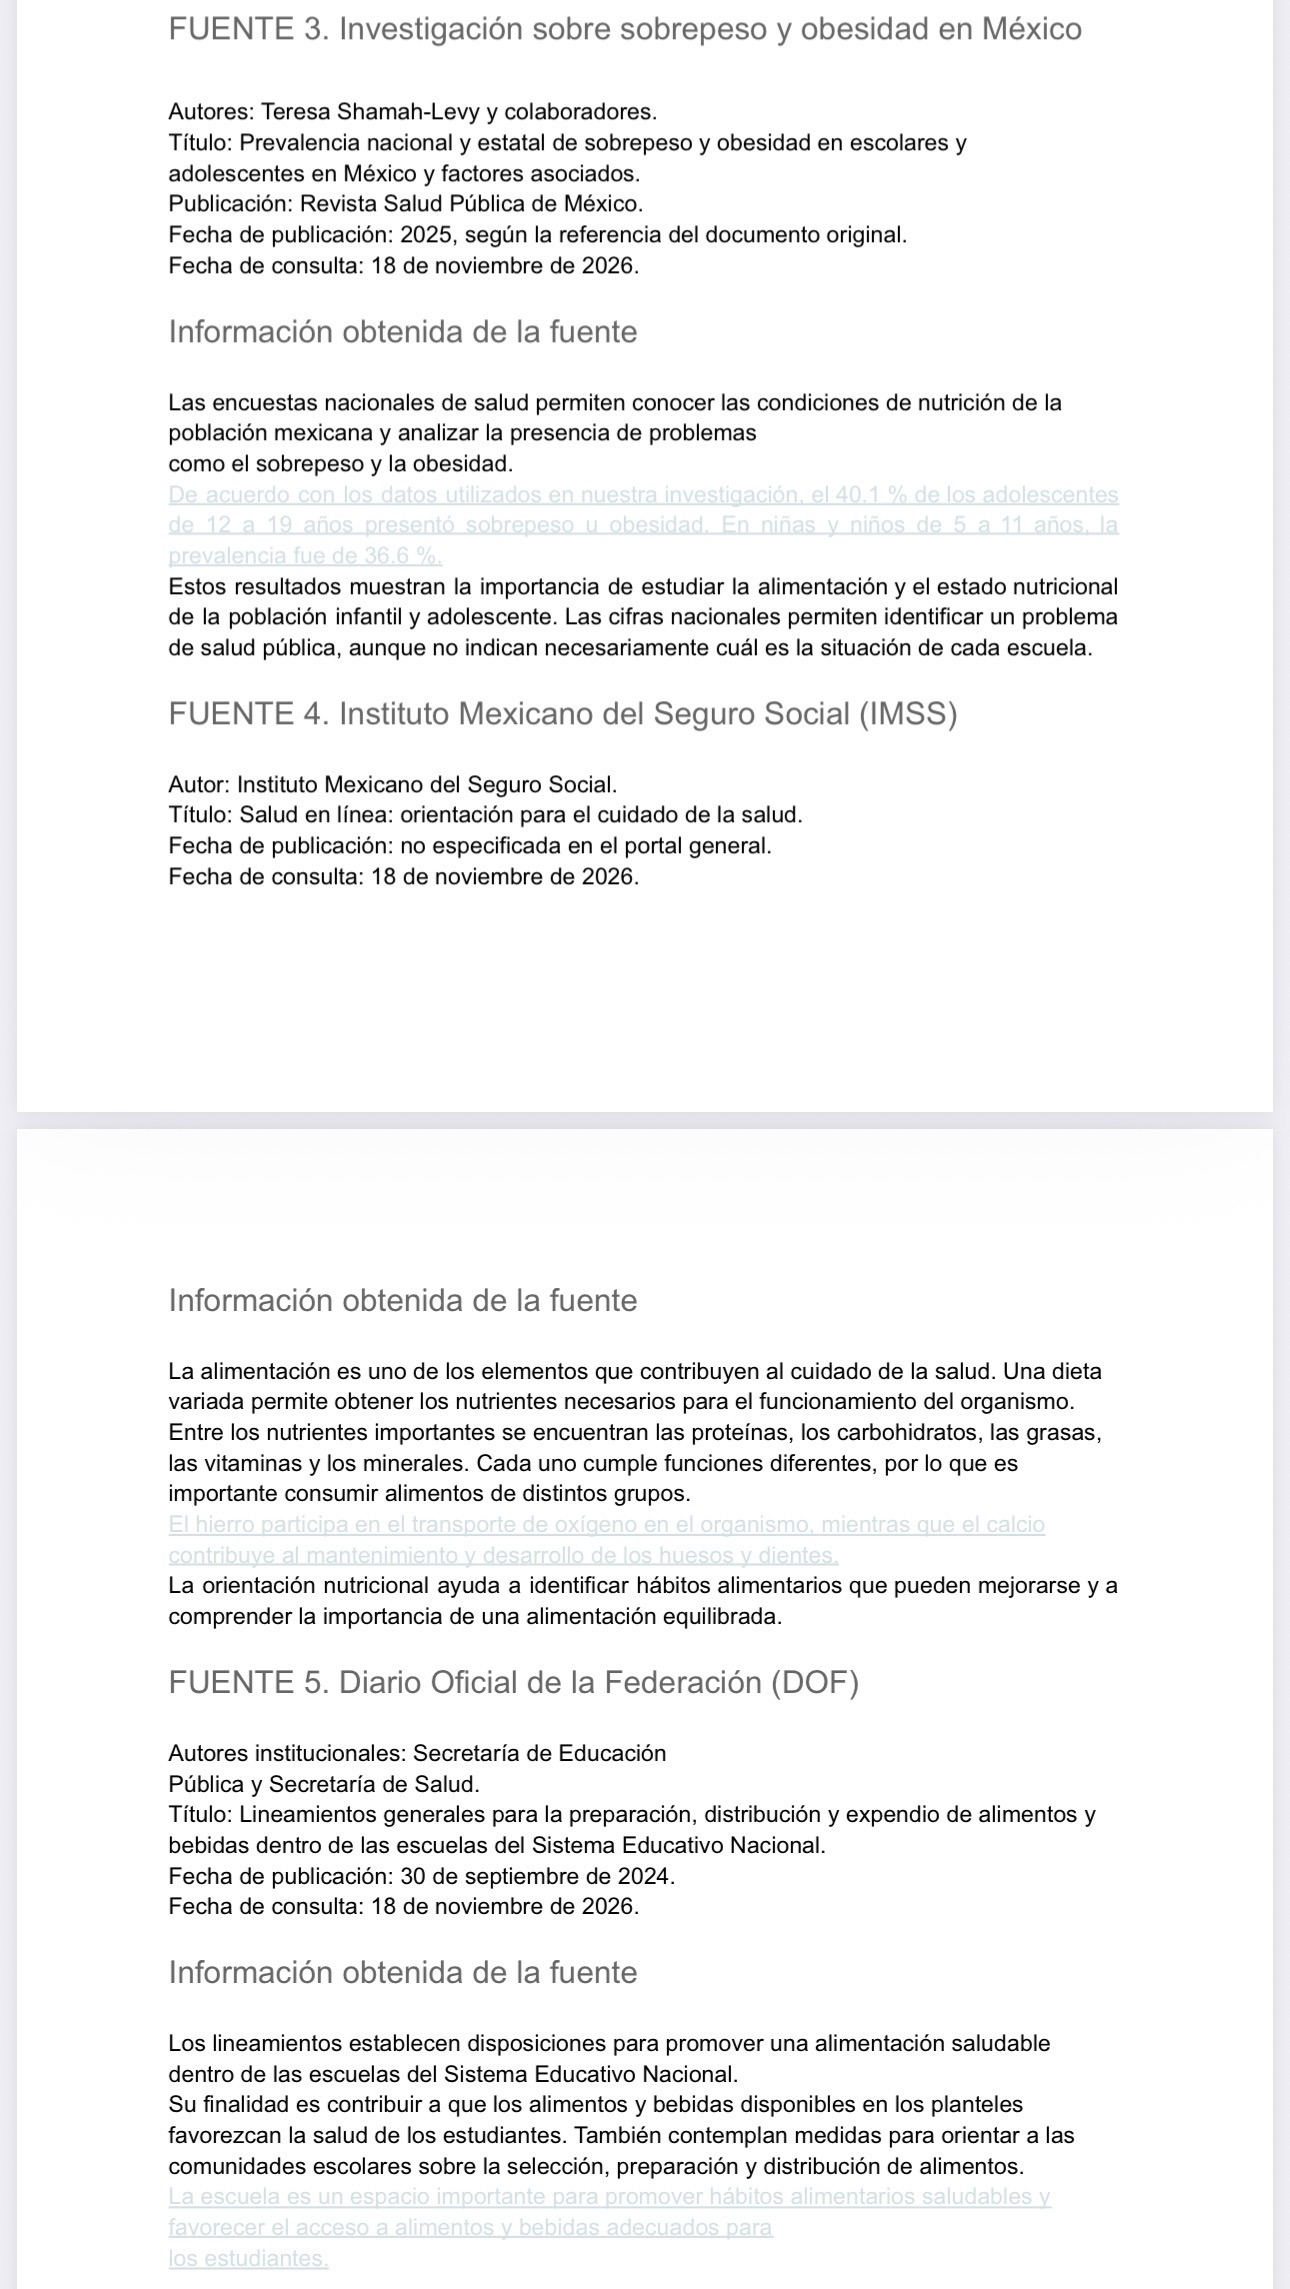 FUENTE 3. Investigación sobre sobrepeso y obesidad en México
Autores: Teresa Shamah-Levy y colaboradores.
Título: Prevalencia nacional y estatal de sobrepeso y obesidad en escolares y
adolescentes en México y factores asociados.
Publicación: Revista Salud Pública de México.
Fecha de publicación: 2025, según la referencia del documento original.
Fecha de consulta: 18 de noviembre de 2026.
Información obtenida de la fuente
Las encuestas nacionales de salud permiten conocer las condiciones de nutrición de la
población mexicana y analizar la presencia de problemas
como el sobrepeso y la obesidad.
De acuerdo con los datos utilizados en nuestra investigación, el 40.1 % de los adolescentes
de 12 a 19 años presentó sobrepeso u obesidad. En niñas y niños de 5 a 11 años, la
prevalencia fue de 36.6 %.
Estos resultados muestran la importancia de estudiar la alimentación y el estado nutricional
de la población infantil y adolescente. Las cifras nacionales permiten identificar un problema
de salud pública, aunque no indican necesariamente cuál es la situación de cada escuela.
FUENTE 4. Instituto Mexicano del Seguro Social (IMSS)
Autor: Instituto Mexicano del Seguro Social.
Título: Salud en línea: orientación para el cuidado de la salud.
Fecha de publicación: no especificada en el portal general.
Fecha de consulta: 18 de noviembre de 2026.
Información obtenida de la fuente
La alimentación es uno de los elementos que contribuyen al cuidado de la salud. Una dieta
variada permite obtener los nutrientes necesarios para el funcionamiento del organismo.
Entre los nutrientes importantes se encuentran las proteínas, los carbohidratos, las grasas,
las vitaminas y los minerales. Cada uno cumple funciones diferentes, por lo que es
importante consumir alimentos de distintos grupos.
El hierro participa en el transporte de oxígeno en el organismo, mientras que el calcio
contribuye al mantenimiento y desarrollo de los huesos y dientes.
La orientación nutricional ayuda a identificar hábitos alimentarios que pueden mejorarse y a
comprender la importancia de una alimentación equilibrada.
FUENTE 5. Diario Oficial de la Federación (DOF)
Autores institucionales: Secretaría de Educación
Pública y Secretaría de Salud.
Título: Lineamientos generales para la preparación, distribución y expendio de alimentos y
bebidas dentro de las escuelas del Sistema Educativo Nacional.
Fecha de publicación: 30 de septiembre de 2024.
Fecha de consulta: 18 de noviembre de 2026.
Información obtenida de la fuente
Los lineamientos establecen disposiciones para promover una alimentación saludable
dentro de las escuelas del Sistema Educativo Nacional.
Su finalidad es contribuir a que los alimentos y bebidas disponibles en los planteles
favorezcan la salud de los estudiantes. También contemplan medidas para orientar a las
comunidades escolares sobre la selección, preparación y distribución de alimentos.
La escuela es un espacio importante para promover hábitos alimentarios saludables y
favorecer el acceso a alimentos y bebidas adecuados para
los estudiantes.